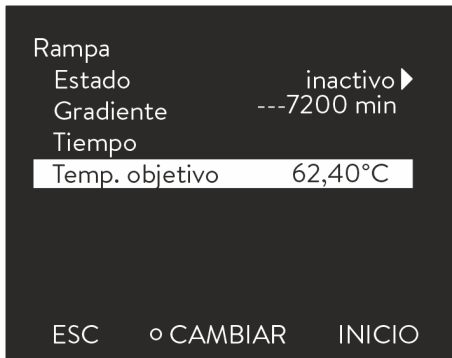 Rampa
Estado inactivo
Gradiente ---7200 min
Tiempo
Temp. objetivo 62,40°C
ESC o CAMBIAR INICIO